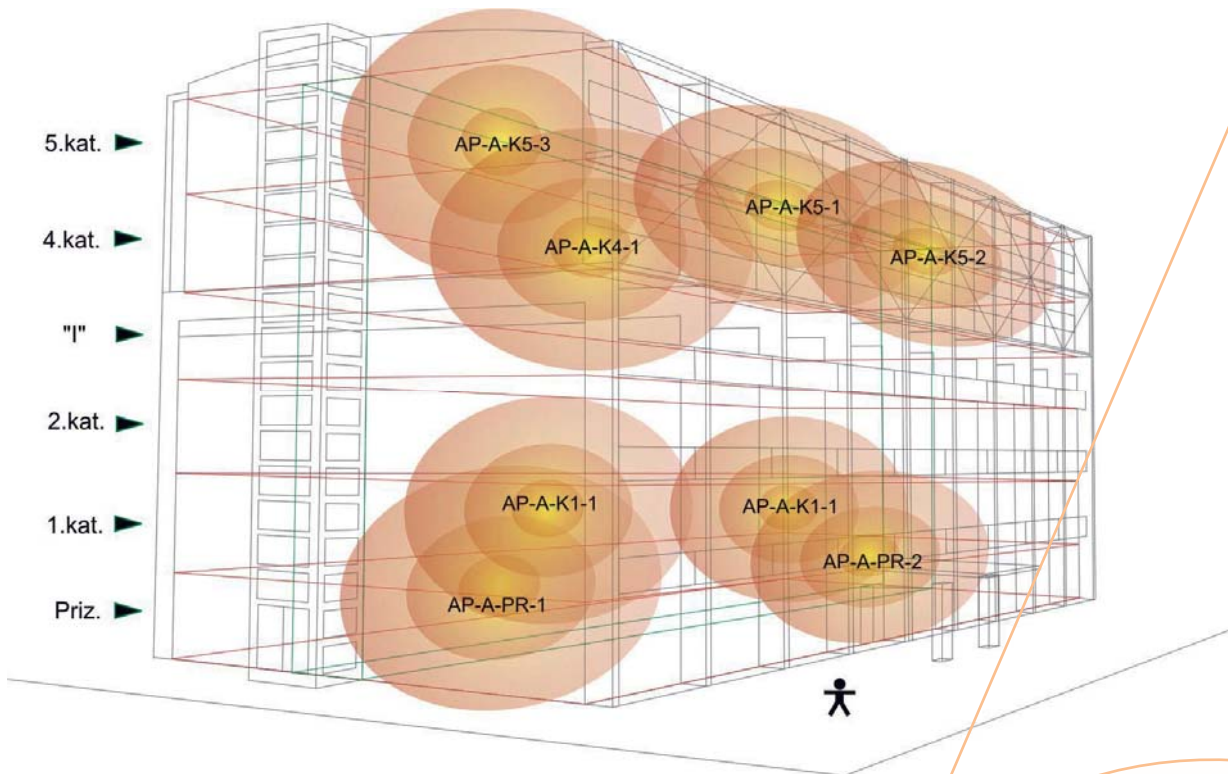 5.kat.
AP-A-K5-3
AP-A-K5-1
4.kat.
AP-A-K4-1
AP-A-K5-2
"I"
2.kat.
1.kat.
AP-A-K1-1
AP-A-K1-1
AP-A-PR-2
Priz.
AP-A-PR-1